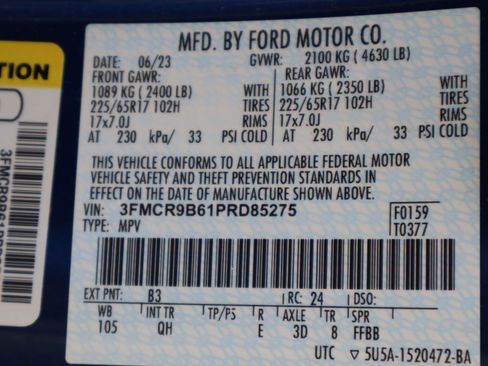 MFD. BY FORD MOTOR CO.
DATE: 06/23 GVWR: 2100 KG ( 4630 LB)
FRONT GAWR: REAR GAWR:
1089 KG ( 2400 LB) WITH 1066 KG ( 2350 LB) WITH
225/65R17 102H TIRES 225/65R17 102H TIRES
17x7.0J RIMS 17x7.0J RIMS
AT 230 kPa/ 33 PSI COLD AT 230 kPa/ 33 PSI COLD
THIS VEHICLE CONFORMS TO ALL APPLICABLE FEDERAL MOTOR
VEHICLE SAFETY AND THEFT PREVENTION STANDARDS IN
EFFECT ON THE DATE OF MANUFACTURE SHOWN ABOVE.
VIN: 3FMCR9B61PRD85275 F0159
TYPE: MPV T0377
EXT PNT: B3 RC: 24 DSO:
WB INT TR TP/PS R AXLE TR SPR
105 QH E 3D 8 FFBB
UTC ▽ 5U5A-1520472-BA
TION